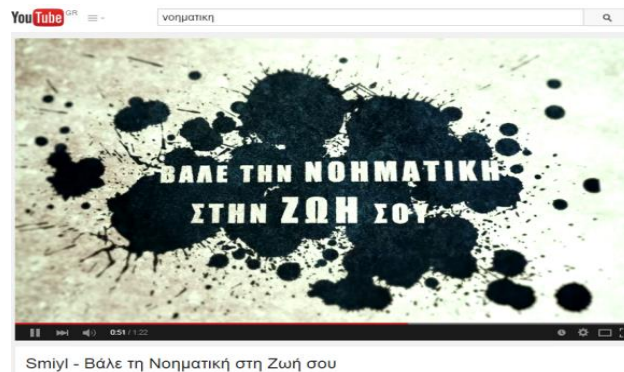 YouTube GR
νοηματικη
ΒΑΛΕ ΤΗΝ ΝΟΗΜΑΤΙΚΗ
ΣΤΗΝ ΖΩΗ ΣΟΥ
0:51 / 1:22
Smiyl - Βάλε τη Νοηματική στη Ζωή σου